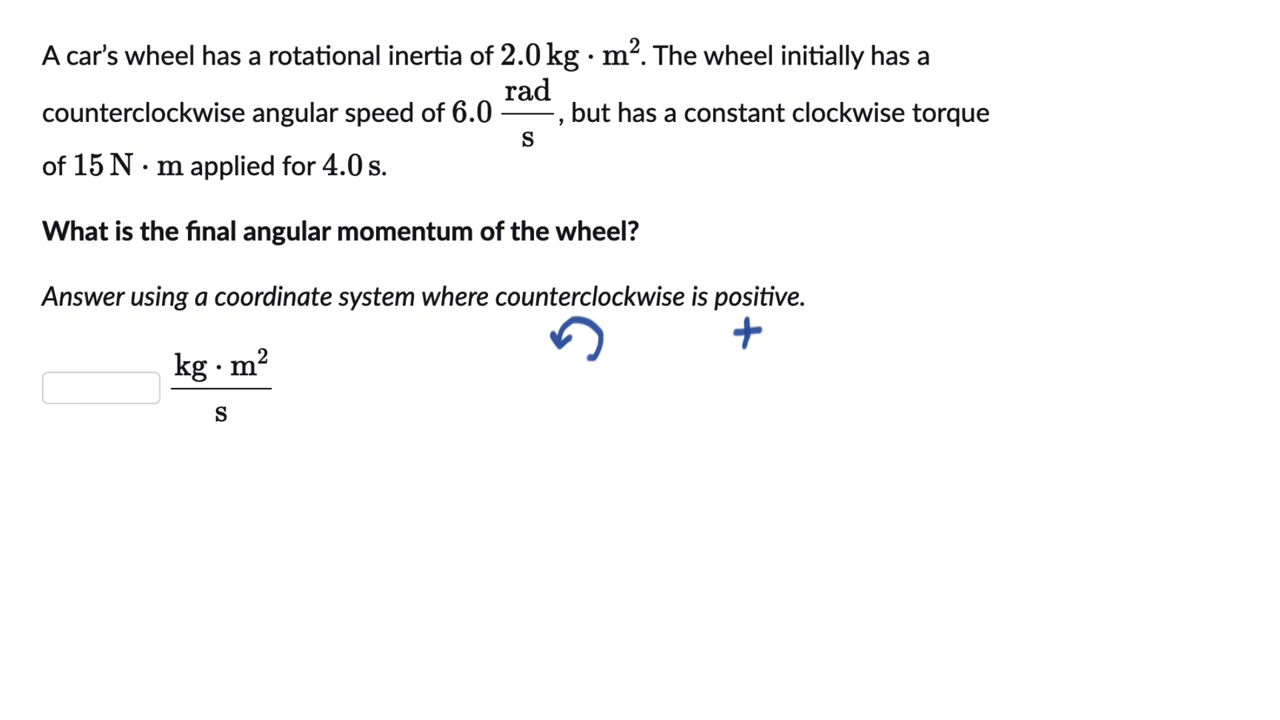 A car's wheel has a rotational inertia of 2.0 kg · m². The wheel initially has a
counterclockwise angular speed of 6.0 rad/s, but has a constant clockwise torque
of 15 N · m applied for 4.0 s.
What is the final angular momentum of the wheel?
Answer using a coordinate system where counterclockwise is positive.
+
kg · m²/s